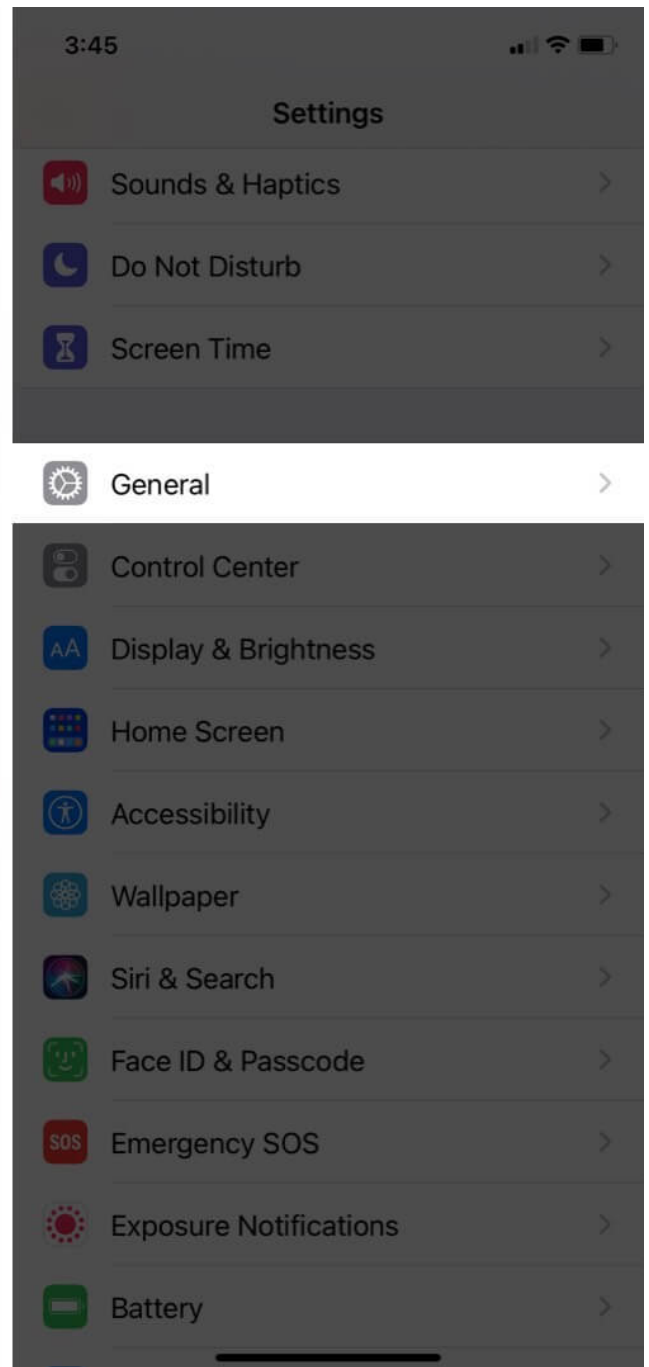 3:45
Settings
Sounds & Haptics
Do Not Disturb
Screen Time
General
Control Center
AA Display & Brightness
Home Screen
Accessibility
Wallpaper
Siri & Search
Face ID & Passcode
SOS Emergency SOS
Exposure Notifications
Battery